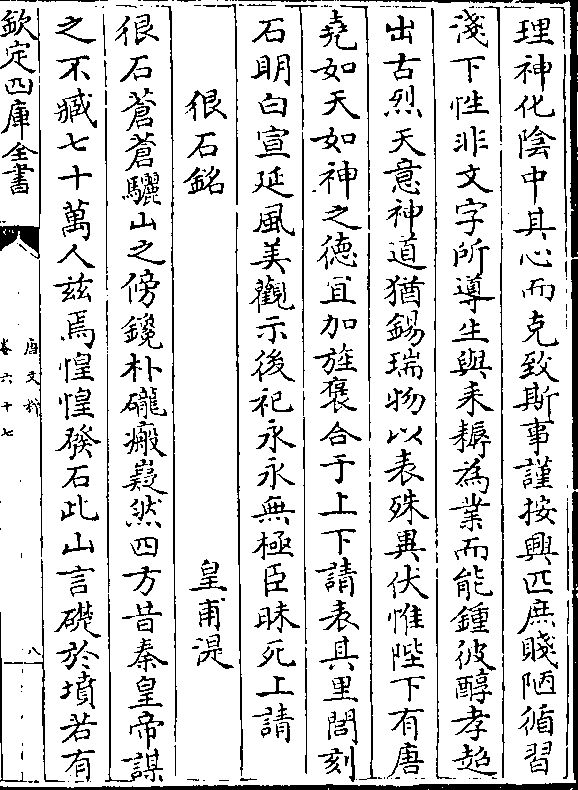 理神化陰中其心而克致斯事謹按興匹庶賤陋循習
淺下性非文字所導生與耒耨為業而能鍾彼醇孝超
出古烈天意神道猶錫瑞物以表殊異伏惟陛下有唐
堯如天如神之德宜加旌褒合于上下請表其里閭刻
石明白宣延風美觀示後祀永永無極臣昧死上請
很石銘
皇甫湜
很石蒼蒼驪山之傍鑱朴礲瘢嶷然四方昔秦皇帝謀
之不臧七十萬人兹焉惶惶發石此山言礎於墳若有
欽定四庫全書
唐文粹
卷六十七
八